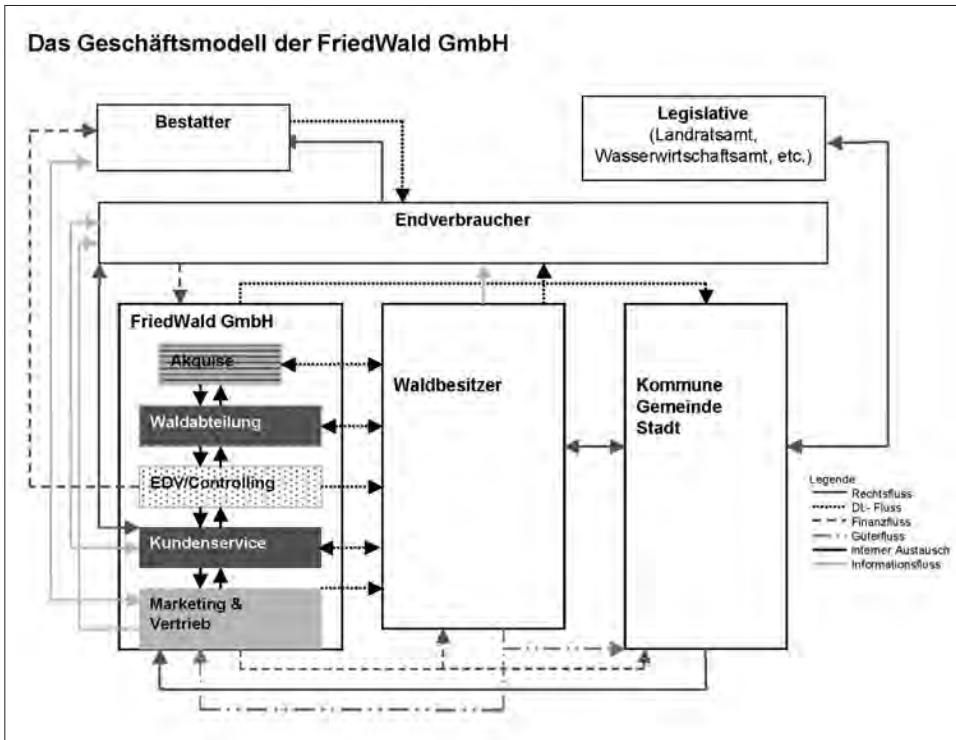 Das Geschäftsmodell der FriedWald GmbH
Bestatter
Legislative
(Landratsamt,
Wasserwirtschaftsamt, etc.)
Endverbraucher
FriedWald GmbH
Akquise
Waldabteilung
EDV/Controlling
Kundenservice
Marketing &
Vertrieb
Waldbesitzer
Kommune
Gemeinde
Stadt
Legende
Rechtsfluss
DL- Fluss
Finanzfluss
Güterfluss
interner Austausch
Informationsfluss